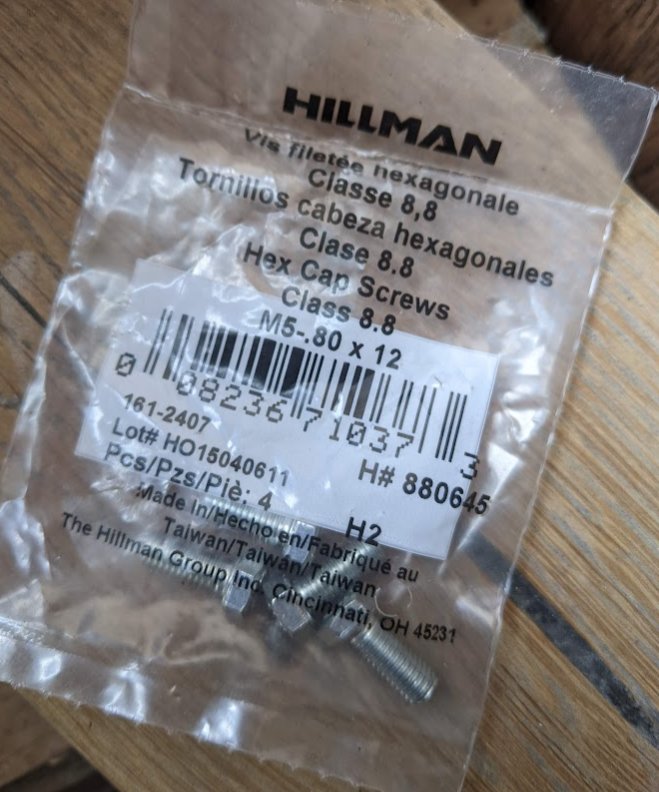 HILLMAN
Vis filetée hexagonale
Classe 8,8
Tornillos cabeza hexagonales
Clase 8.8
Hex Cap Screws
Class 8.8
M5-.80 x 12
0 08236 71037 3
161-2407
Lot# HO15040611
H# 880645
Pcs/Pzs/Piè: 4
H2
Made in/Hecho en/Fabriqué au
Taiwan/Taiwán/Taiwan
The Hillman Group Inc. Cincinnati, OH 45231